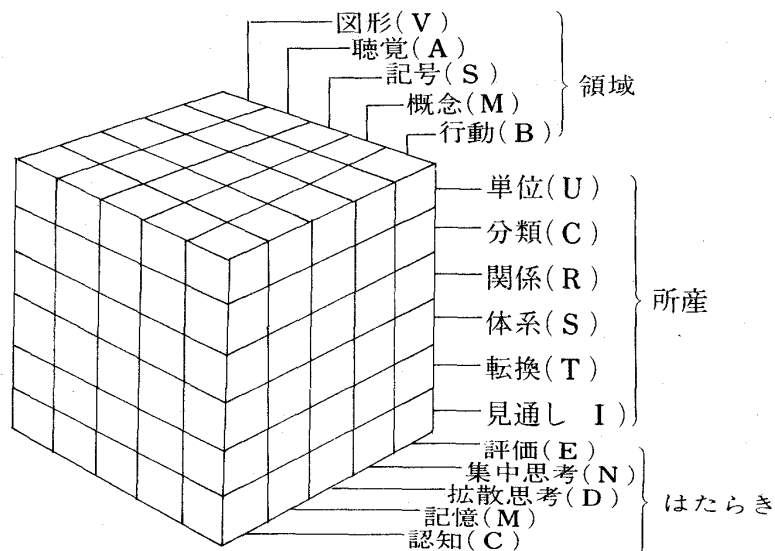 図形(V)
聴覚(A)
記号(S)
概念(M)
行動(B)
領域
単位(U)
分類(C)
関係(R)
体系(S)
転換(T)
見通し I)
所産
評価(E)
集中思考(N)
拡散思考(D)
記憶(M)
認知(C)
はたらき